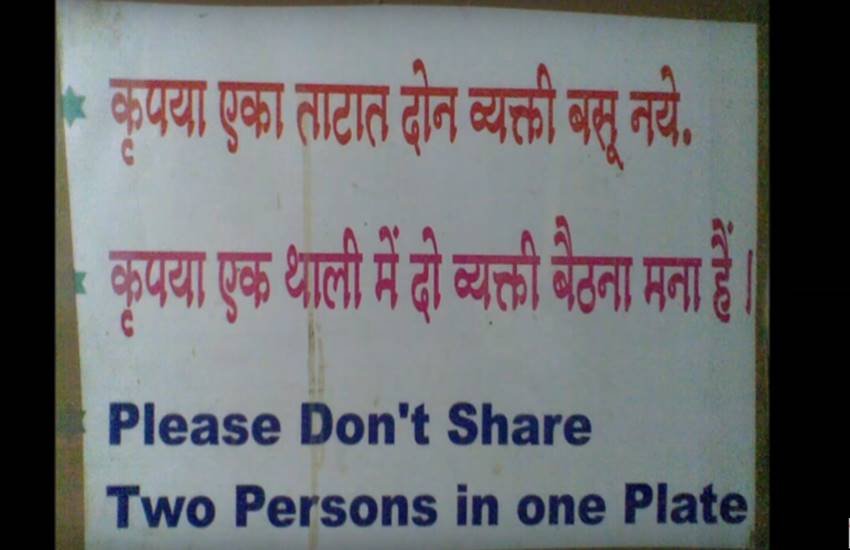 कृपया एका ताटात दोन व्यक्ती बसू नये.
कृपया एक थाली में दो व्यक्ती बैठना मना हैं।
Please Don't Share
Two Persons in one Plate